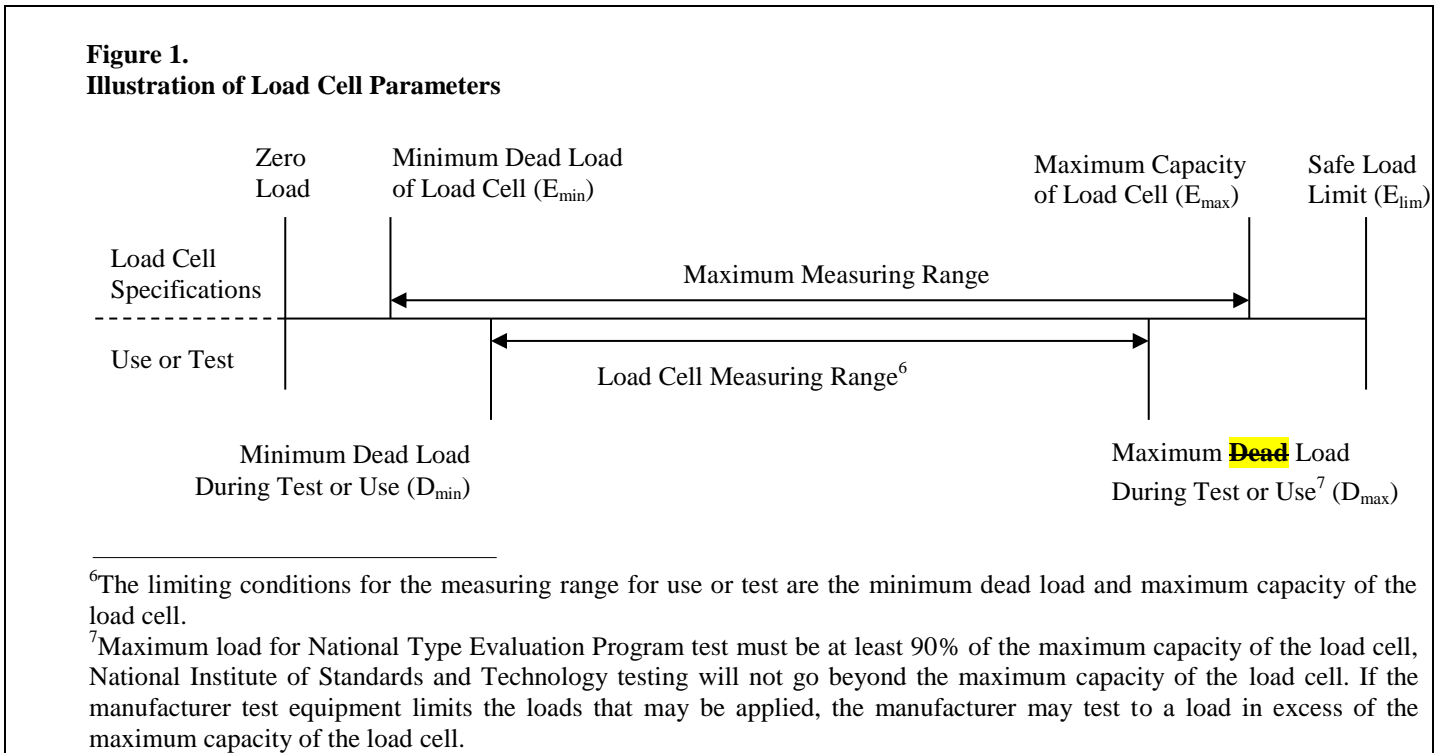 Figure 1.
Illustration of Load Cell Parameters
Zero
Load
Minimum Dead Load
of Load Cell (Emin)
Maximum Capacity
of Load Cell (Emax)
Safe Load
Limit (Elim)
Load Cell
Specifications
Maximum Measuring Range
Use or Test
Load Cell Measuring Range6
Minimum Dead Load
During Test or Use (Dmin)
Maximum Dead Load
During Test or Use7 (Dmax)
6The limiting conditions for the measuring range for use or test are the minimum dead load and maximum capacity of the
load cell.
7Maximum load for National Type Evaluation Program test must be at least 90% of the maximum capacity of the load cell,
National Institute of Standards and Technology testing will not go beyond the maximum capacity of the load cell. If the
manufacturer test equipment limits the loads that may be applied, the manufacturer may test to a load in excess of the
maximum capacity of the load cell.